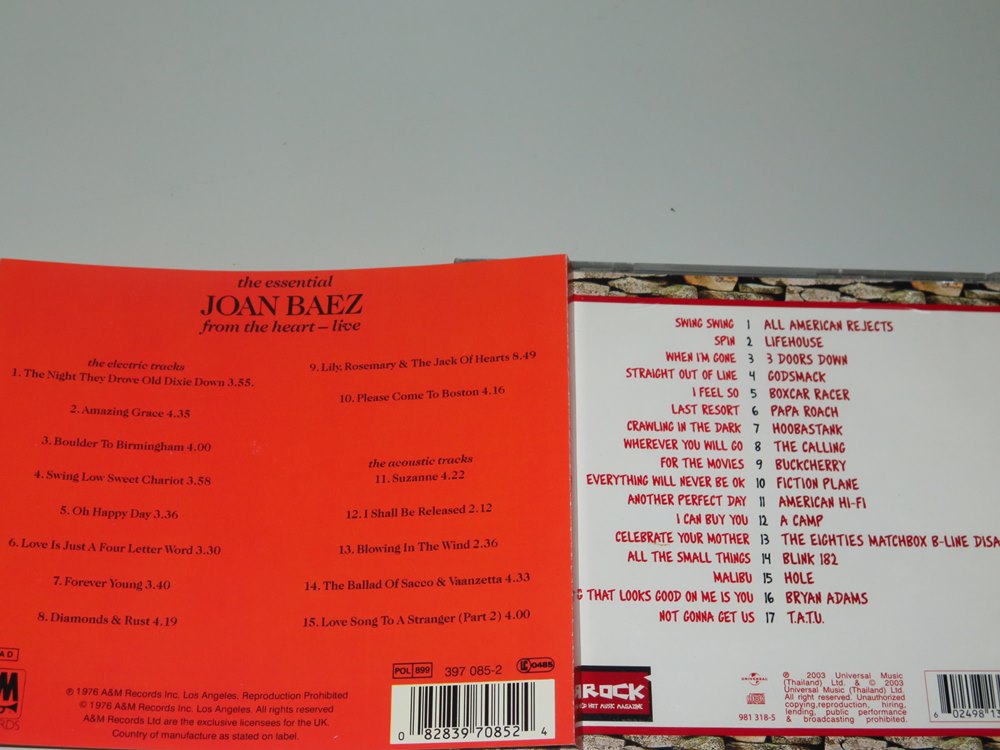 the essential
JOAN BAEZ
from the heart – live
the electric tracks
1. The Night They Drove Old Dixie Down 3.55.
2. Amazing Grace 4.35
3. Boulder To Birmingham 4.00
4. Swing Low Sweet Chariot 3.58
5. Oh Happy Day 3.36
6. Love Is Just A Four Letter Word 3.30
7. Forever Young 3.40
8. Diamonds & Rust 4.19
9. Lily, Rosemary & The Jack Of Hearts 8.49
10. Please Come To Boston 4.16
the acoustic tracks
11. Suzanne 4.22
12. I Shall Be Released 2.12
13. Blowing In The Wind 2.36
14. The Ballad Of Sacco & Vaanzetta 4.33
15. Love Song To A Stranger (Part 2) 4.00
AAD
POL 899
397 085-2
LC 0485
℗ 1976 A&M Records Inc. Los Angeles. Reproduction Prohibited
© 1976 A&M Records Inc. Los Angeles. All rights reserved
A&M Records Ltd are the exclusive licensees for the UK.
Country of manufacture as stated on label.
0 82839 70852 4
SWING SWING 1 ALL AMERICAN REJECTS
SPIN 2 LIFEHOUSE
WHEN I'M GONE 3 3 DOORS DOWN
STRAIGHT OUT OF LINE 4 GODSMACK
I FEEL SO 5 BOXCAR RACER
LAST RESORT 6 PAPA ROACH
CRAWLING IN THE DARK 7 HOOBASTANK
WHEREVER YOU WILL GO 8 THE CALLING
FOR THE MOVIES 9 BUCKCHERRY
EVERYTHING WILL NEVER BE OK 10 FICTION PLANE
ANOTHER PERFECT DAY 11 AMERICAN HI-FI
I CAN BUY YOU 12 A CAMP
CELEBRATE YOUR MOTHER 13 THE EIGHTIES MATCHBOX B-LINE DISA
ALL THE SMALL THINGS 14 BLINK 182
MALIBU 15 HOLE
THAT LOOKS GOOD ON ME IS YOU 16 BRYAN ADAMS
NOT GONNA GET US 17 T.A.T.U.
ROCK
HIT MUSIC MAGAZINE
UNIVERSAL
981 318-5
℗ 2003 Universal Music
(Thailand) Ltd. & © 2003
Universal Music (Thailand) Ltd.
All right reserved. Unauthorized
copying,reproduction, hiring,
lending, public performance
& broadcasting prohibited.
6 02498 13